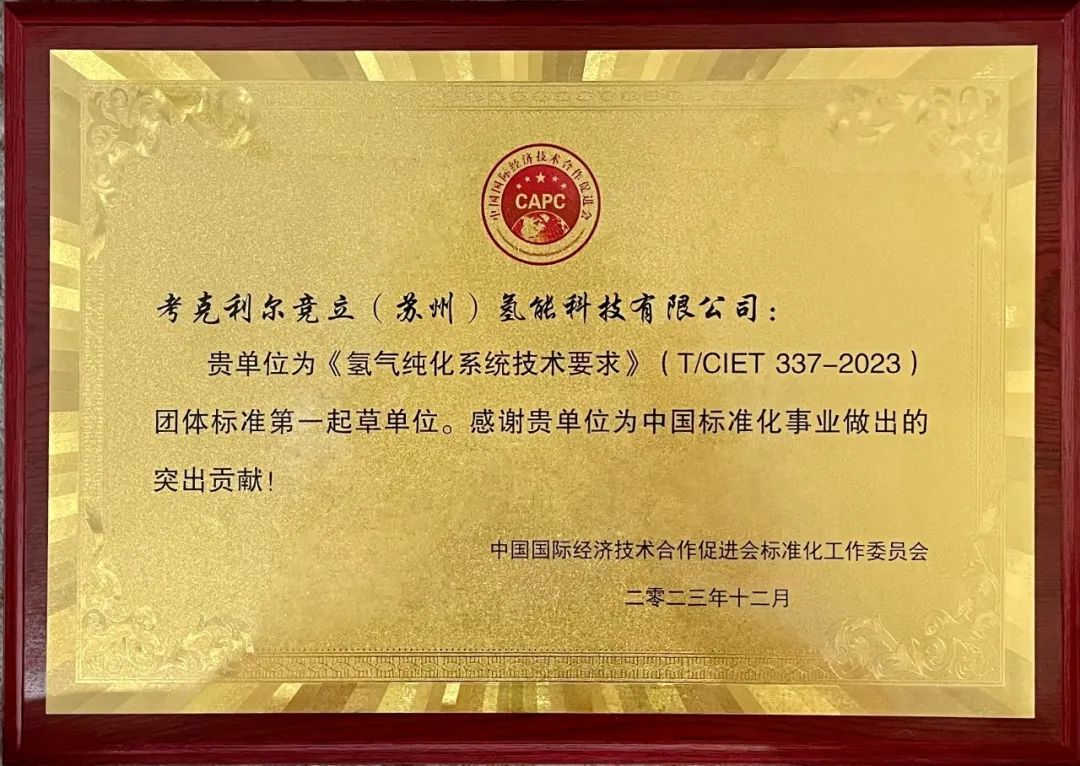 中国国际经济技术合作促进会
CAPC
考克利尔竞立（苏州）氢能科技有限公司：
贵单位为《氢气纯化系统技术要求》（T/CIET 337-2023）
团体标准第一起草单位。感谢贵单位为中国标准化事业做出的
突出贡献！
中国国际经济技术合作促进会标准化工作委员会
二零二三年十二月